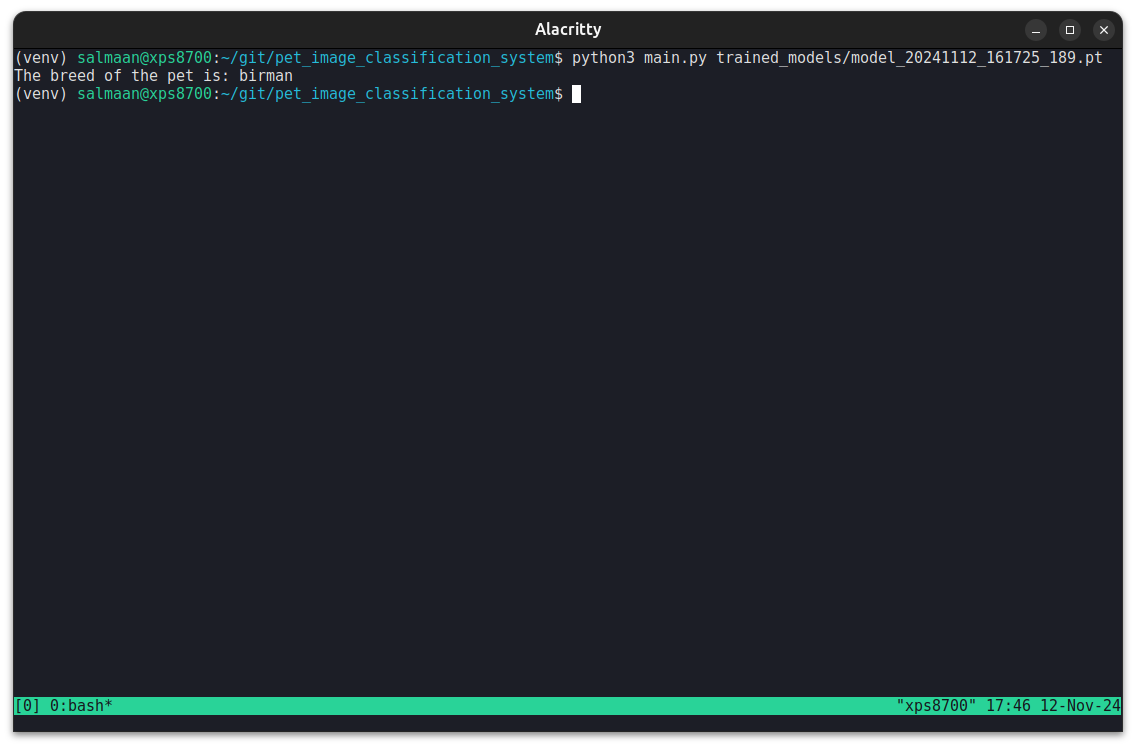 Alacritty
(venv) salmaan@xps8700:~/git/pet_image_classification_system$ python3 main.py trained_models/model_20241112_161725_189.pt
The breed of the pet is: birman
(venv) salmaan@xps8700:~/git/pet_image_classification_system$
[0] 0:bash* "xps8700" 17:46 12-Nov-24